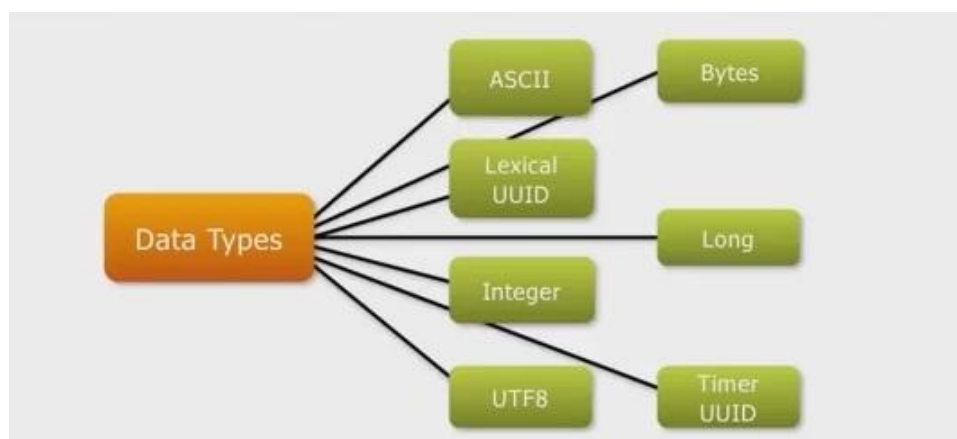 ASCII
Bytes
Lexical
UUID
Data Types
Long
Integer
UTF8
Timer
UUID